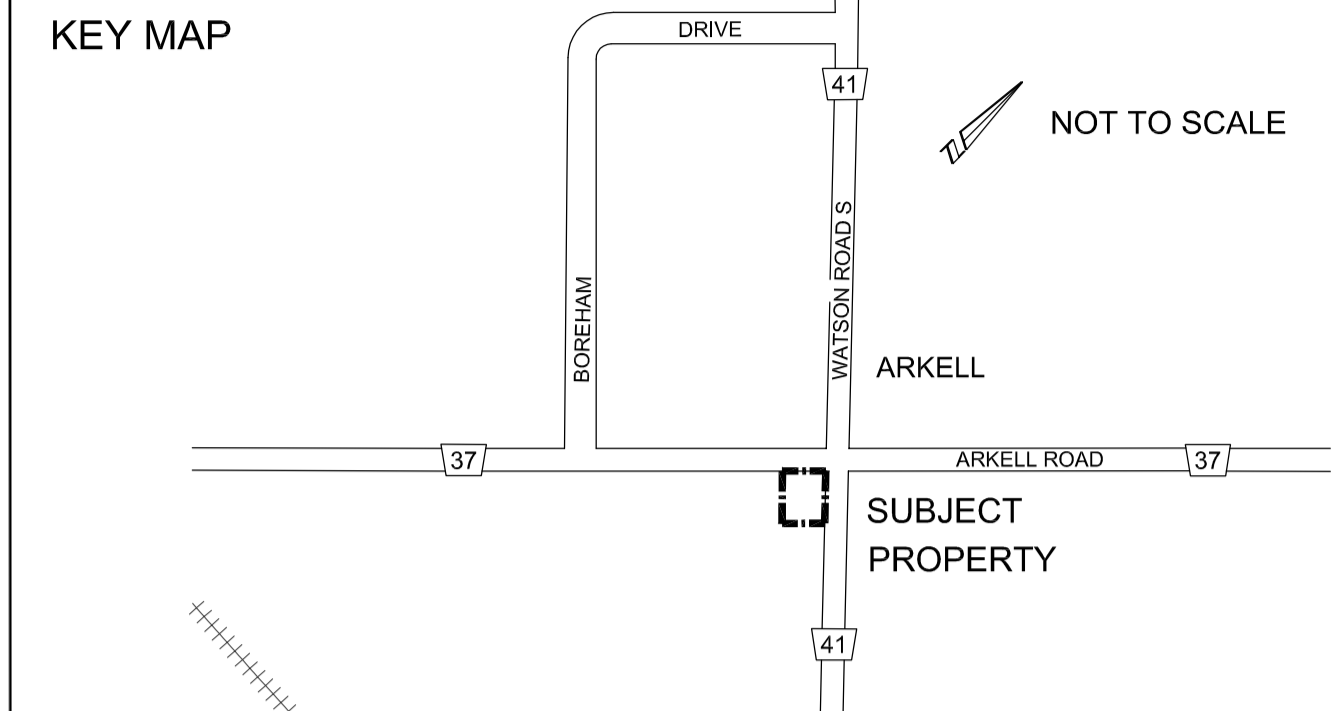 KEY MAP
DRIVE
41
NOT TO SCALE
WATSON ROAD S
BOREHAM
ARKELL
37
ARKELL ROAD
37
SUBJECT
PROPERTY
41